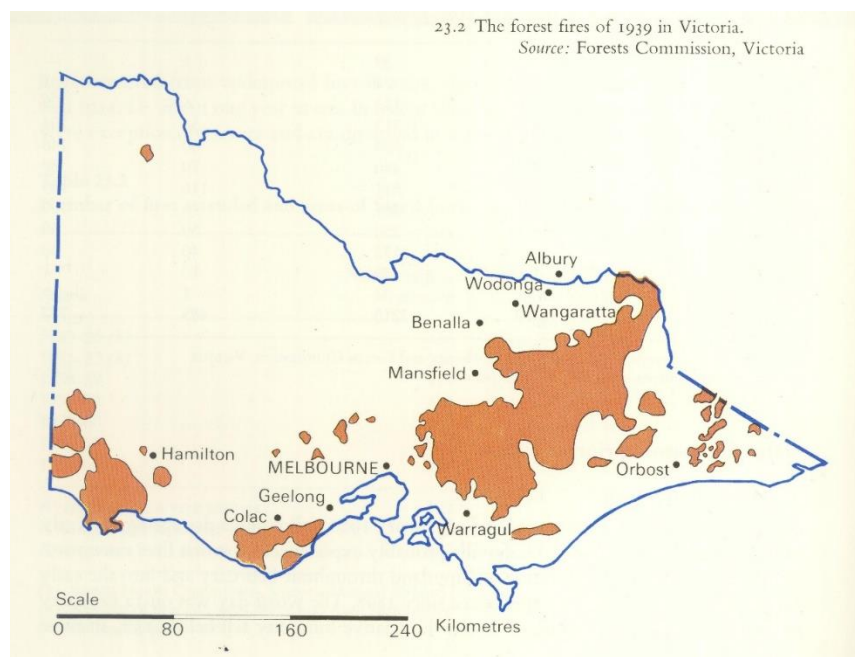 23.2 The forest fires of 1939 in Victoria.
Source: Forests Commission, Victoria
Albury
Wodonga
Wangaratta
Benalla
Mansfield
Hamilton
MELBOURNE
Orbost
Geelong
Colac
Warragul
Scale
0 80 160 240 Kilometres